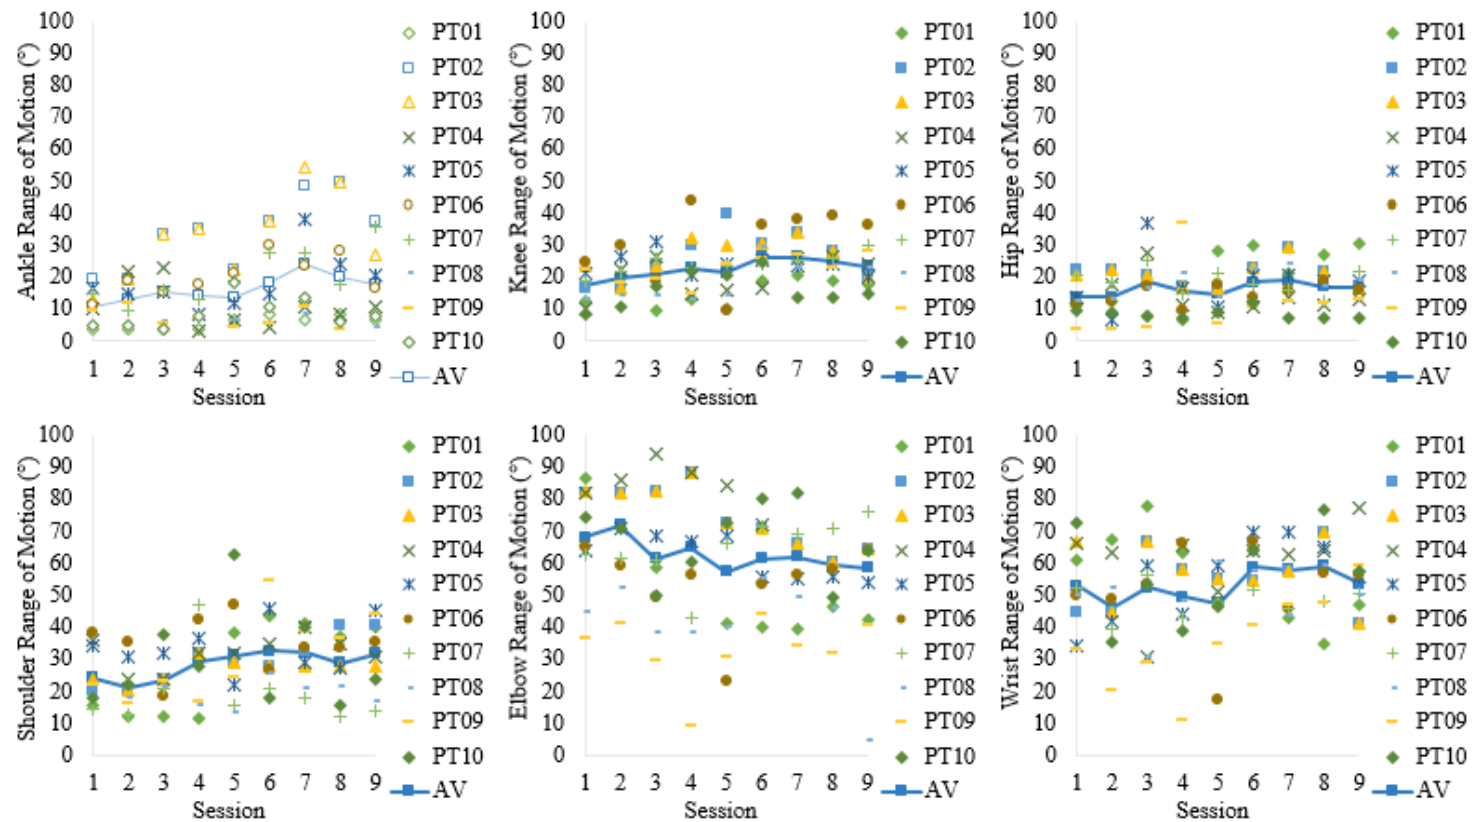 Ankle Range of Motion (°)
100
90
80
70
60
50
40
30
20
10
0
1 2 3 4 5 6 7 8 9
Session
PT01
PT02
PT03
PT04
PT05
PT06
PT07
PT08
PT09
PT10
AV
Knee Range of Motion (°)
100
90
80
70
60
50
40
30
20
10
0
1 2 3 4 5 6 7 8 9
Session
PT01
PT02
PT03
PT04
PT05
PT06
PT07
PT08
PT09
PT10
AV
Hip Range of Motion (°)
100
90
80
70
60
50
40
30
20
10
0
1 2 3 4 5 6 7 8 9
Session
PT01
PT02
PT03
PT04
PT05
PT06
PT07
PT08
PT09
PT10
AV
Shoulder Range of Motion (°)
100
90
80
70
60
50
40
30
20
10
0
1 2 3 4 5 6 7 8 9
Session
PT01
PT02
PT03
PT04
PT05
PT06
PT07
PT08
PT09
PT10
AV
Elbow Range of Motion (°)
100
90
80
70
60
50
40
30
20
10
0
1 2 3 4 5 6 7 8 9
Session
PT01
PT02
PT03
PT04
PT05
PT06
PT07
PT08
PT09
PT10
AV
Wrist Range of Motion (°)
100
90
80
70
60
50
40
30
20
10
0
1 2 3 4 5 6 7 8 9
Session
PT01
PT02
PT03
PT04
PT05
PT06
PT07
PT08
PT09
PT10
AV